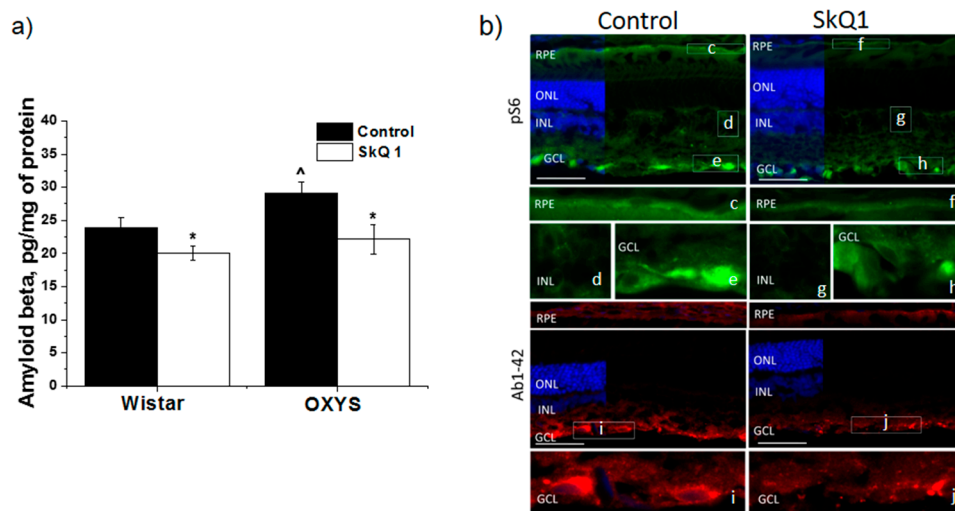 a)
Amyloid beta, pg/mg of protein
40
35
30
25
20
15
10
5
0
Control
SkQ 1
*
^
*
Wistar
OXYS
b)
Control
SkQ1
pS6
RPE
c
ONL
INL
d
GCL
e
RPE
f
ONL
INL
g
GCL
h
RPE
c
RPE
f
INL
d
GCL
e
INL
g
GCL
h
Ab1-42
RPE
RPE
ONL
INL
GCL
i
ONL
INL
GCL
j
GCL
i
GCL
j